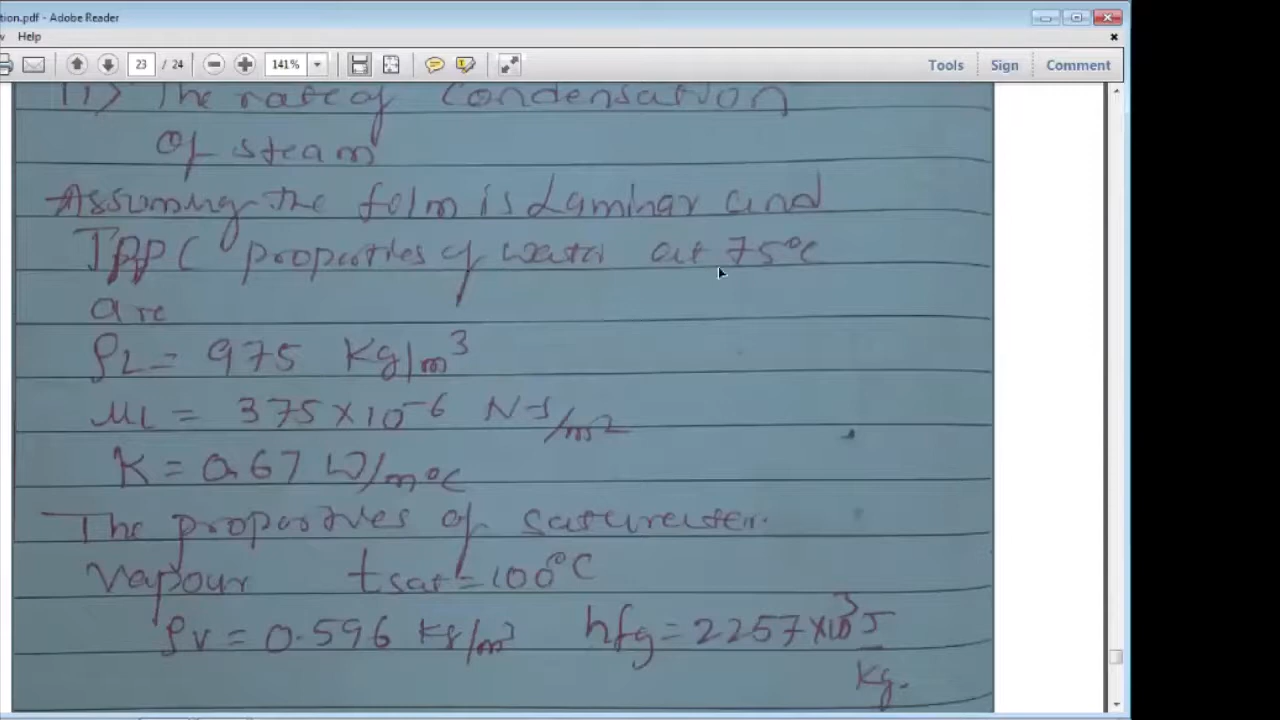 tion.pdf - Adobe Reader
Help
23 / 24 141% Tools Sign Comment
ii) The rate of Condensation
of steam
Assuming the film is Laminar and
properties of water at 75°C
are
ρL = 975 Kg/m³
μL = 375×10⁻⁶ N-s/m²
K = 0.67 W/m°C
The properties of
Vapour tsat = 100°C
ρv = 0.596 Kg/m³ hfg = 2257×10³ J/Kg.